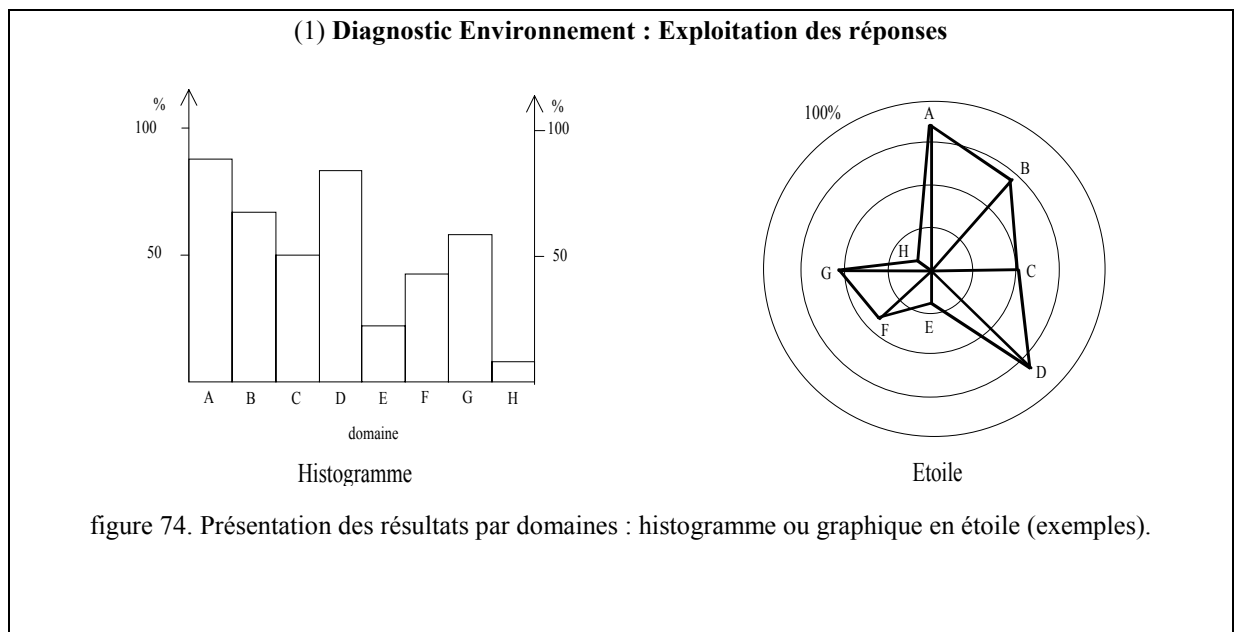 (1) Diagnostic Environnement : Exploitation des réponses
%
100
50
%
100
50
A B C D E F G H
domaine
Histogramme
100%
A
B
C
D
E
F
G
H
Etoile
figure 74. Présentation des résultats par domaines : histogramme ou graphique en étoile (exemples).